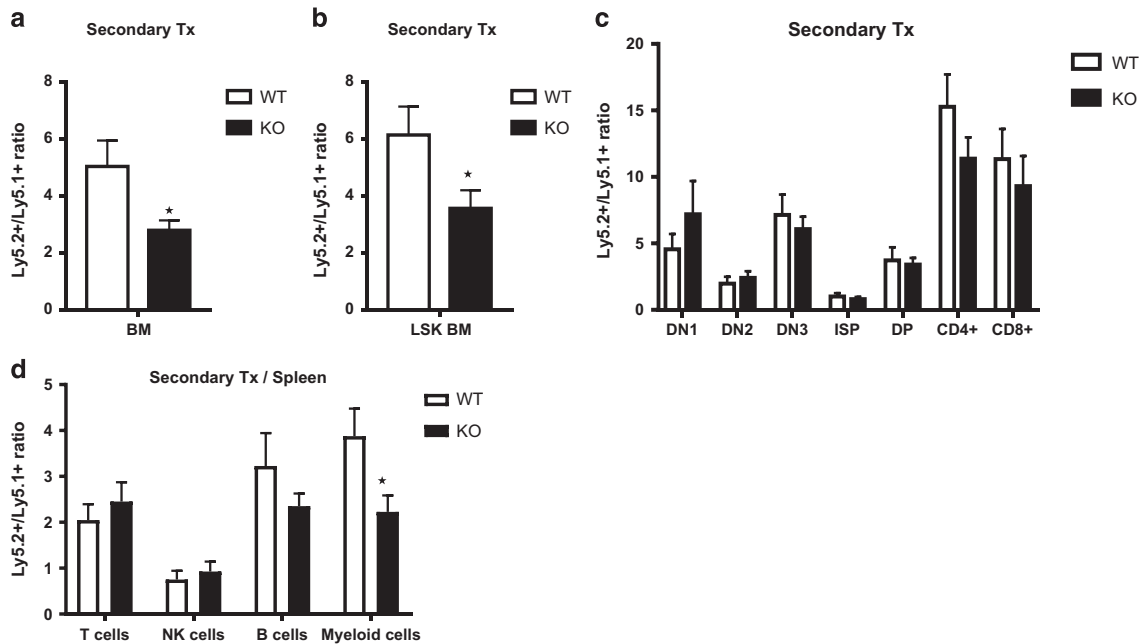 a
Secondary Tx
Ly5.2+/Ly5.1+ ratio
8
6
4
2
0
BM
WT
KO
★
b
Secondary Tx
Ly5.2+/Ly5.1+ ratio
8
6
4
2
0
LSK BM
WT
KO
★
c
Secondary Tx
Ly5.2+/Ly5.1+ ratio
20
15
10
5
0
DN1 DN2 DN3 ISP DP CD4+ CD8+
WT
KO
d
Secondary Tx / Spleen
Ly5.2+/Ly5.1+ ratio
5
4
3
2
1
0
T cells NK cells B cells Myeloid cells
WT
KO
★